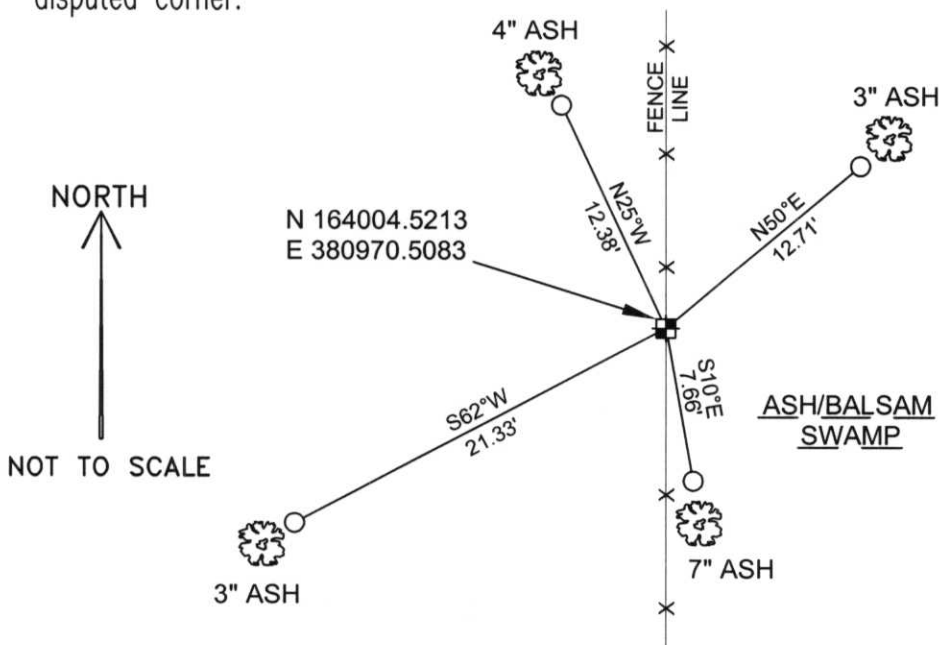 disputed corner.
4" ASH
FENCE
LINE
3" ASH
NORTH
N 164004.5213
E 380970.5083
N25°W
12.38'
N50°E
12.71'
S62°W
21.33'
S10°E
7.66'
ASH/BALSAM
SWAMP
NOT TO SCALE
3" ASH
7" ASH